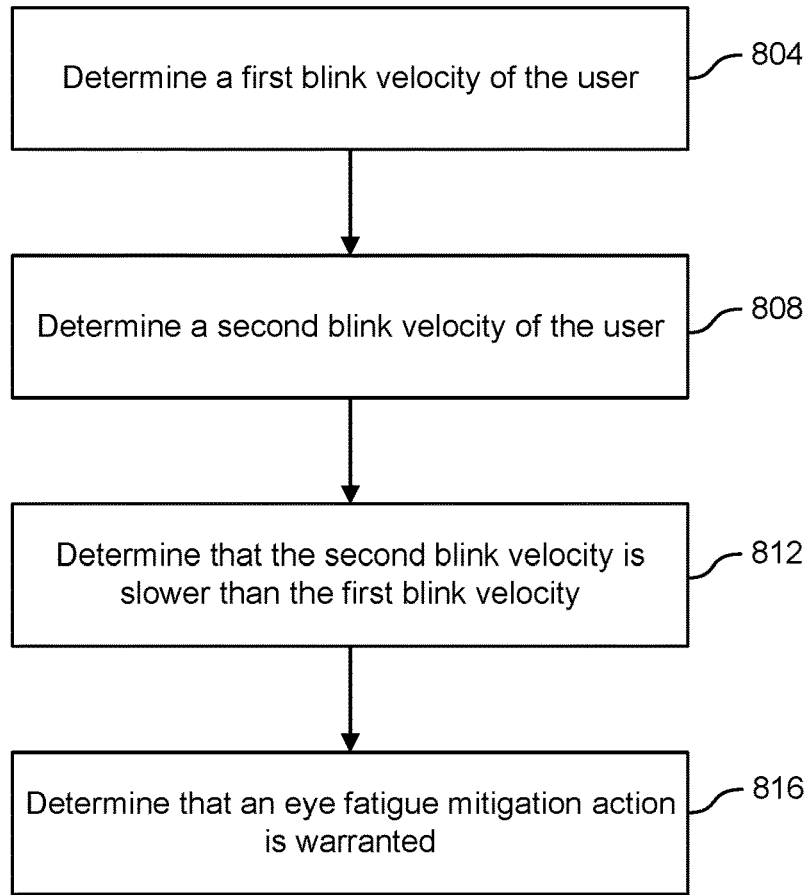 Determine a first blink velocity of the user
804
Determine a second blink velocity of the user
808
Determine that the second blink velocity is
slower than the first blink velocity
812
Determine that an eye fatigue mitigation action
is warranted
816